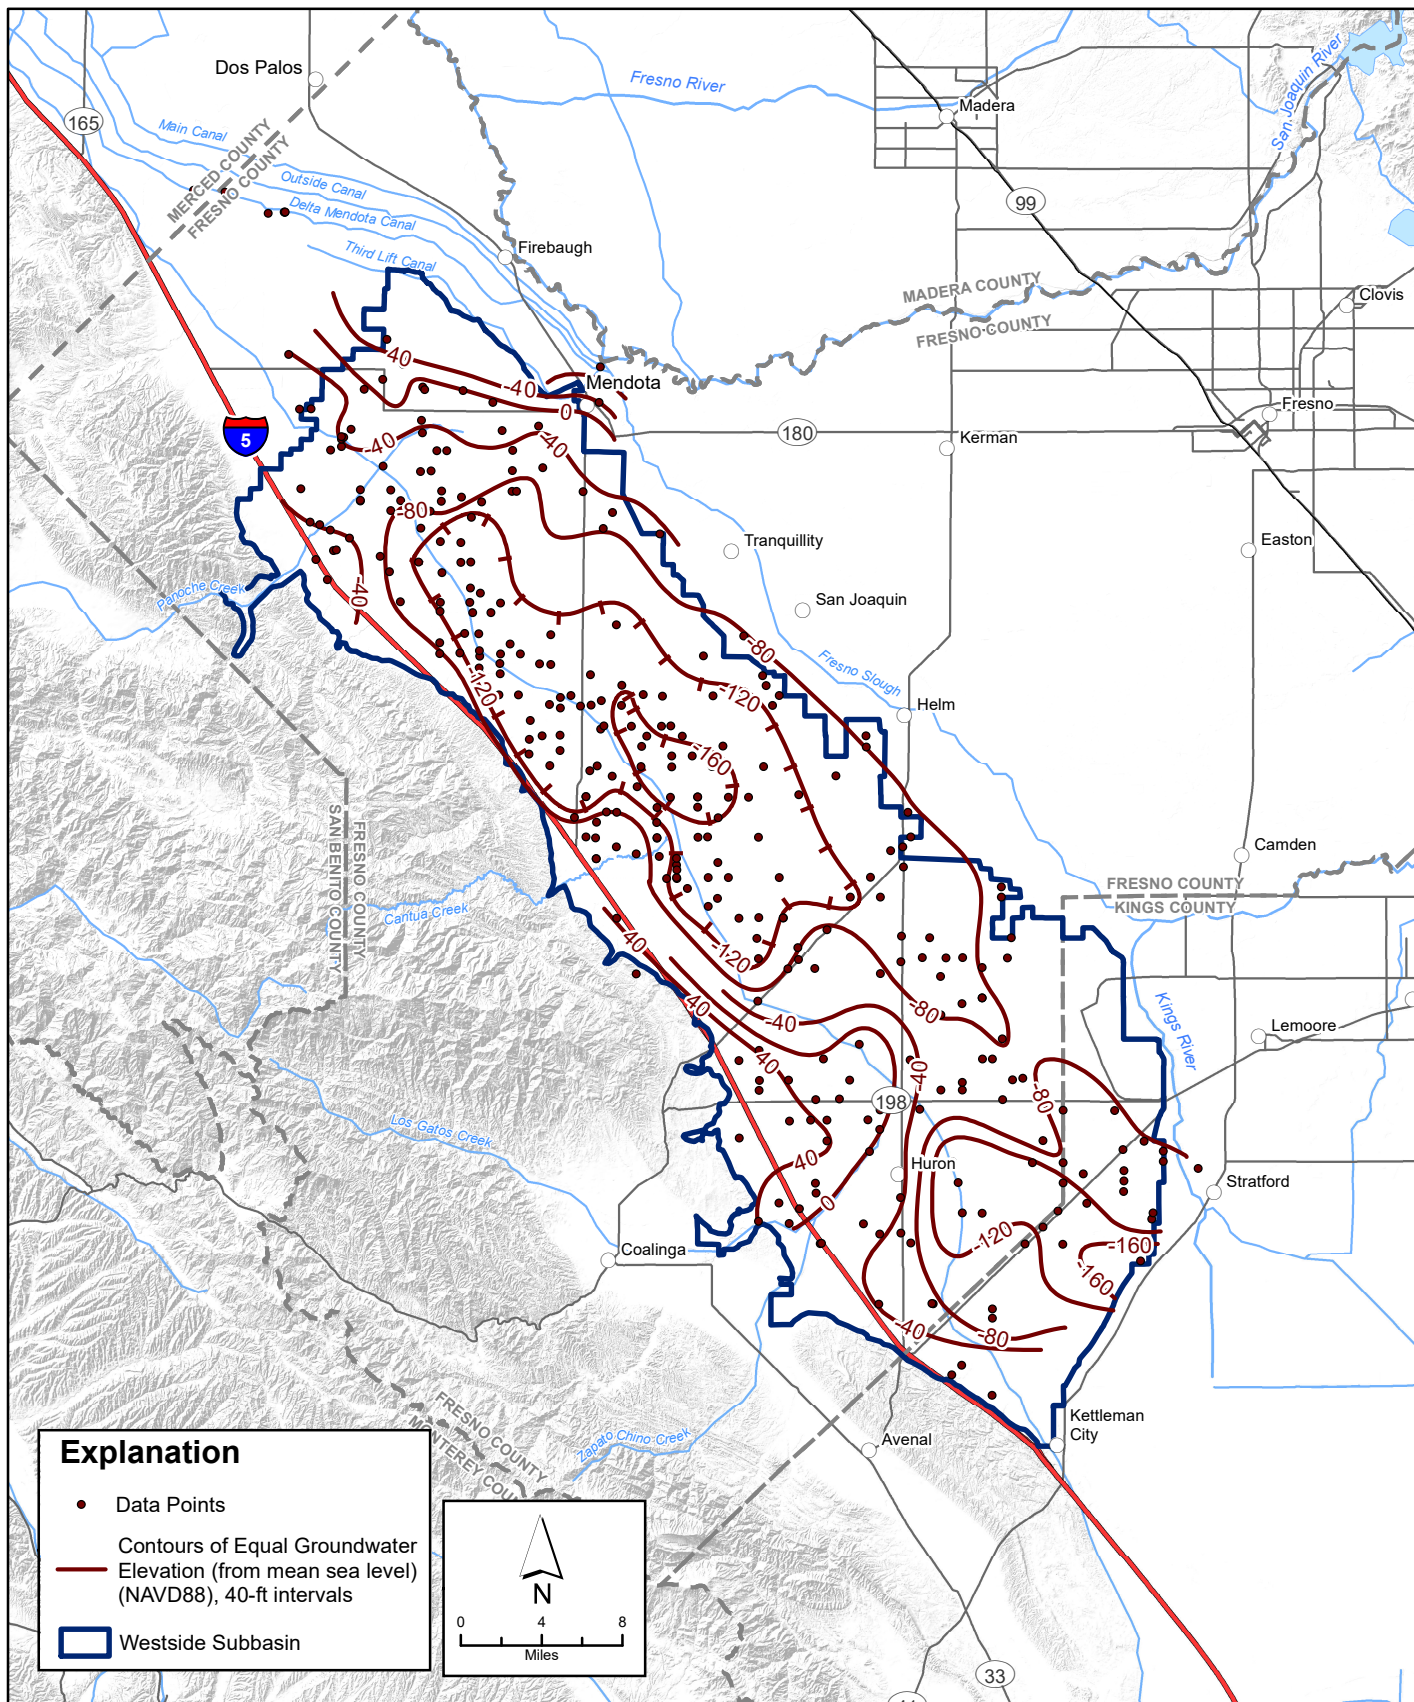 Dos Palos
165
Main Canal
MERCED COUNTY
FRESNO COUNTY
Outside Canal
Delta Mendota Canal
Third Lift Canal
Fresno River
Madera
San Joaquin River
99
Firebaugh
MADERA COUNTY
FRESNO COUNTY
Clovis
Mendota
40
-40
0
Fresno
5
180
Kerman
-40
-40
-80
Tranquillity
Easton
Panoche Creek
-40
San Joaquin
-80
Fresno Slough
-120
-120
Helm
-160
FRESNO COUNTY
SAN BENITO COUNTY
Camden
FRESNO COUNTY
KINGS COUNTY
Cantua Creek
40
-120
40
-40
-80
Kings River
Lemoore
40
-40
-80
198
Los Gatos Creek
40
Huron
0
Stratford
-120
-160
-160
Coalinga
-40
-80
Kettleman
City
Avenal
Zapato Chino Creek
FRESNO COUNTY
MONTEREY COU
33
Explanation
Data Points
Contours of Equal Groundwater
Elevation (from mean sea level)
(NAVD88), 40-ft intervals
Westside Subbasin
N
0 4 8
Miles